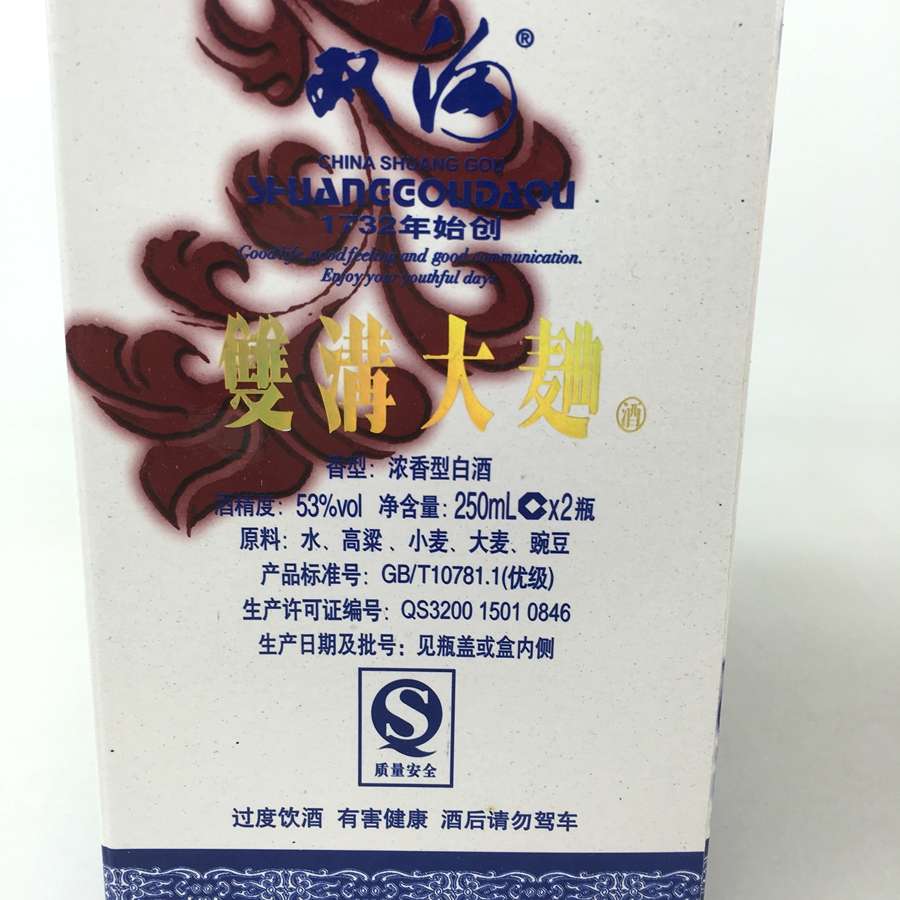 双沟®
CHINA SHUANG GOU
SHUANGGOUDAQU
1732年始创
Good life, good feeling and good communication.
Enjoy your youthful days
雙溝大麯 酒
香型：浓香型白酒
酒精度：53%vol 净含量：250mL x2瓶
原料：水、高粱、小麦、大麦、豌豆
产品标准号：GB/T10781.1(优级)
生产许可证编号：QS3200 1501 0846
生产日期及批号：见瓶盖或盒内侧
QS
质量安全
过度饮酒 有害健康 酒后请勿驾车